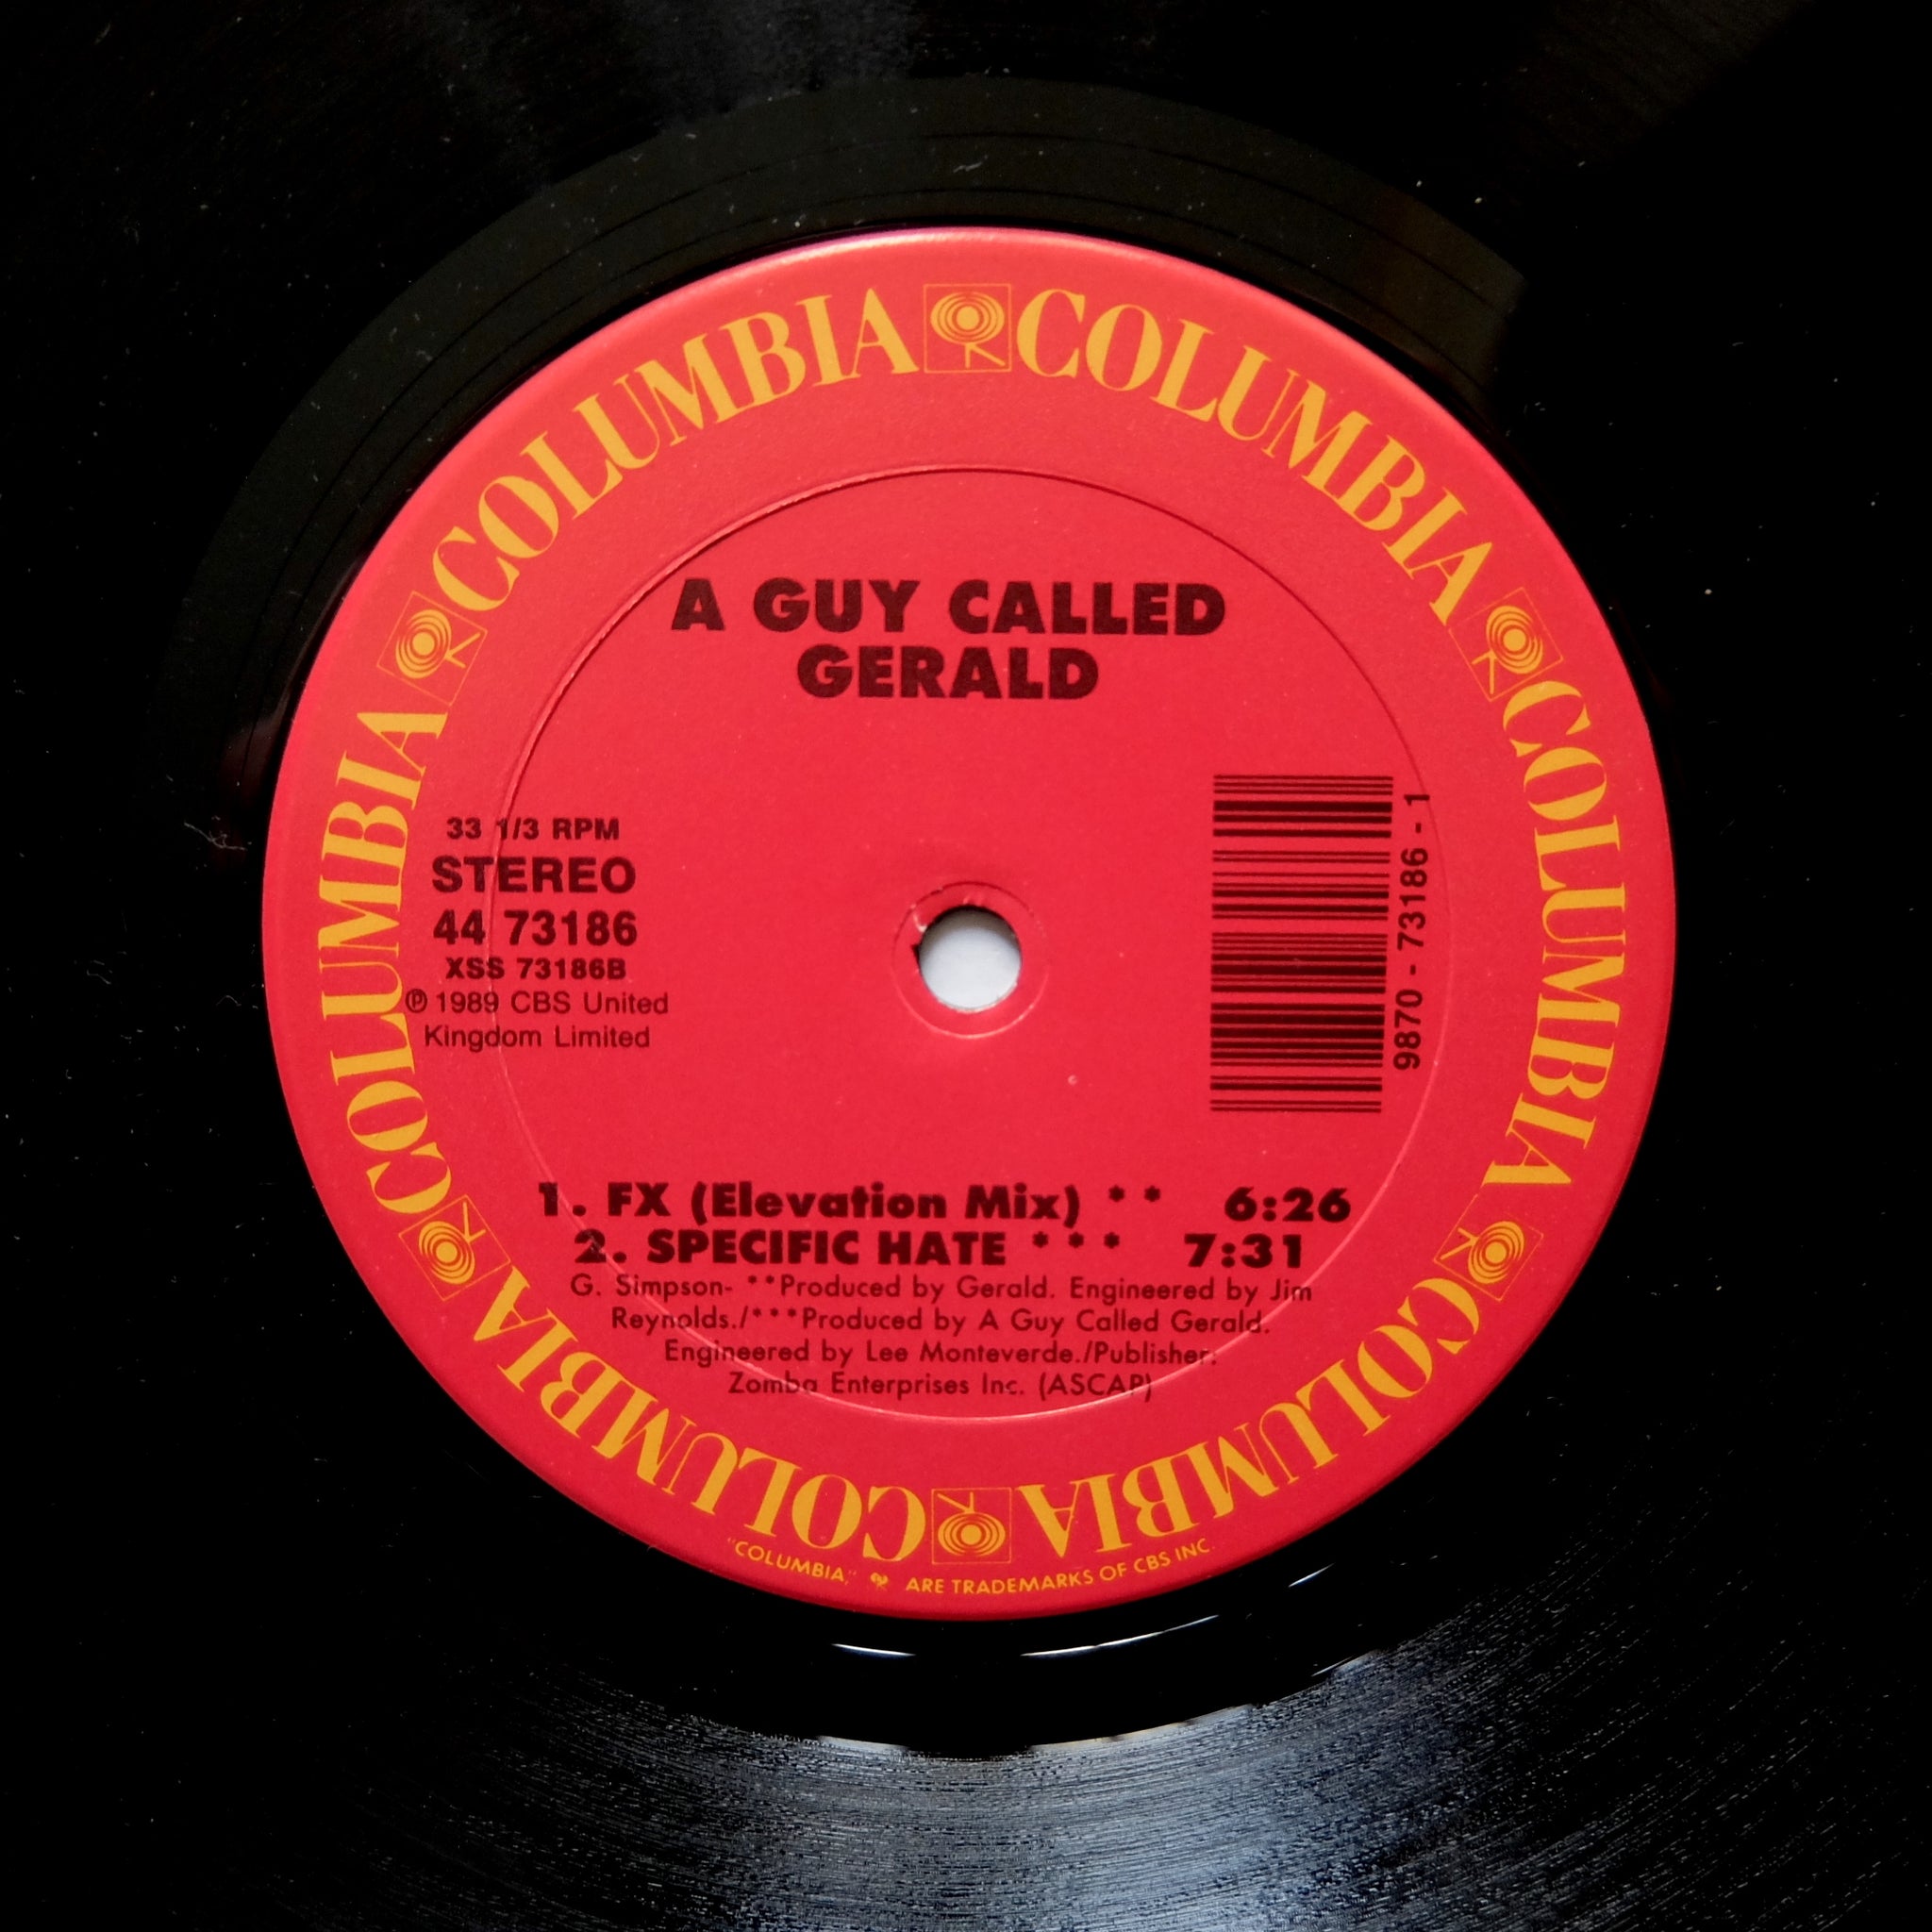 COLUMBIA COLUMBIA COLUMBIA COLUMBIA COLUMBIA COLUMBIA
A GUY CALLED
GERALD
33 1/3 RPM
STEREO
44 73186
XSS 73186B
℗ 1989 CBS United
Kingdom Limited
9870 - 73186 - 1
1. FX (Elevation Mix) ** 6:26
2. SPECIFIC HATE *** 7:31
G. Simpson- **Produced by Gerald. Engineered by Jim
Reynolds./***Produced by A Guy Called Gerald.
Engineered by Lee Monteverde./Publisher:
Zomba Enterprises Inc. (ASCAP)
"COLUMBIA," ARE TRADEMARKS OF CBS INC.